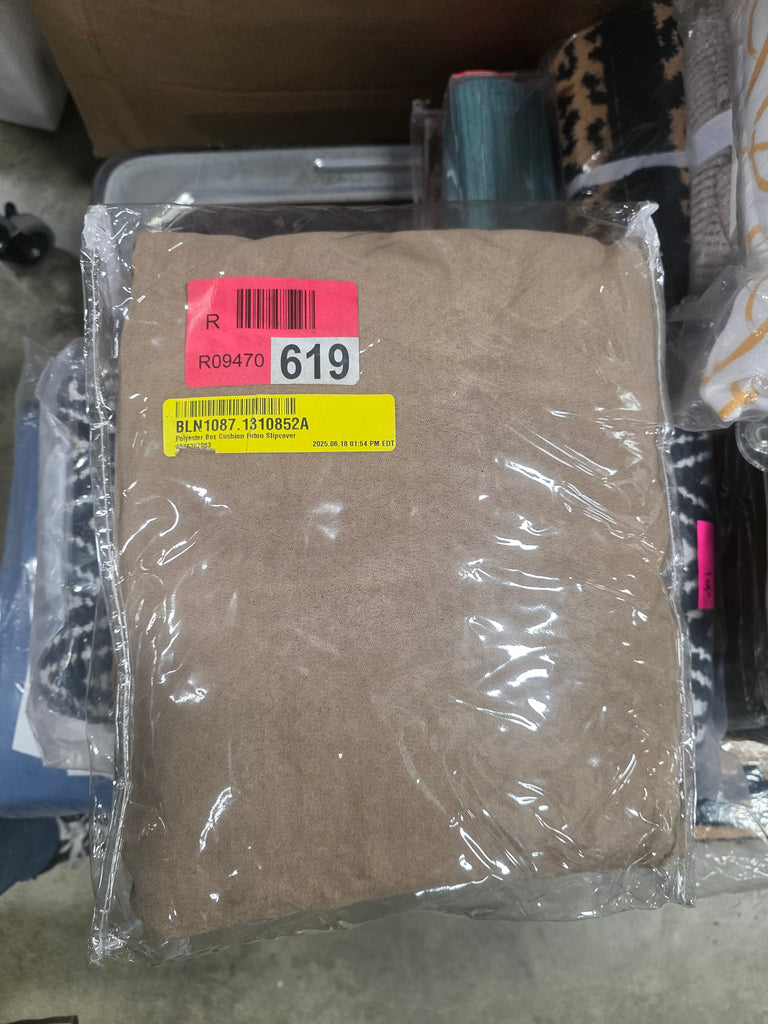 R
R09470 619
BLN1087.1310852A
Polyester Box Cushion Futon Slipcover
2025.06.18 01:54 PM EDT